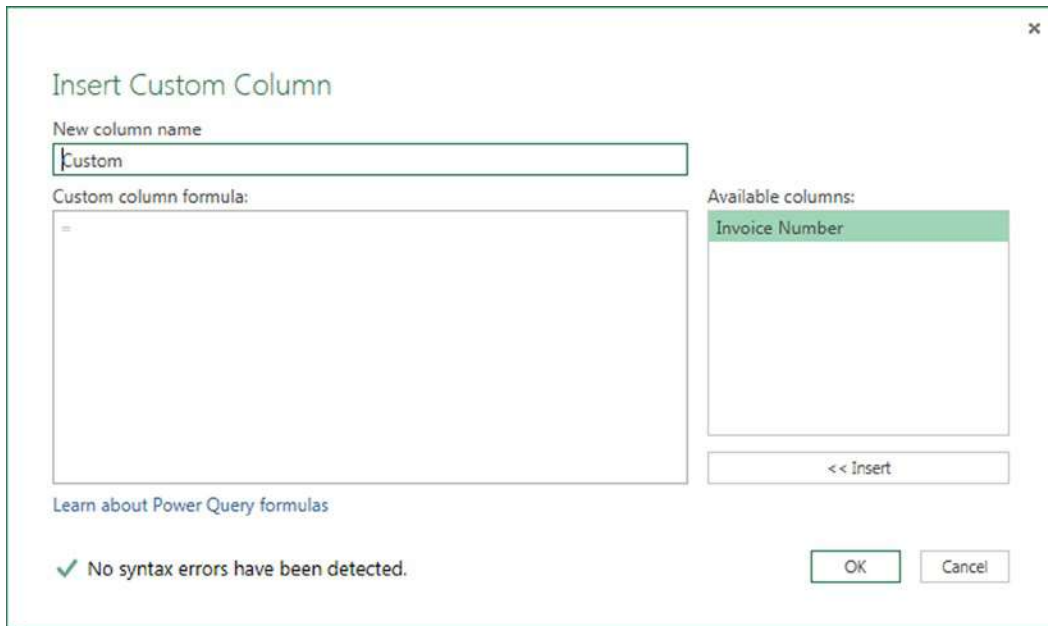 ×
Insert Custom Column
New column name
Custom
Custom column formula:
Available columns:
=
Invoice Number
<< Insert
Learn about Power Query formulas
✓ No syntax errors have been detected.
OK
Cancel